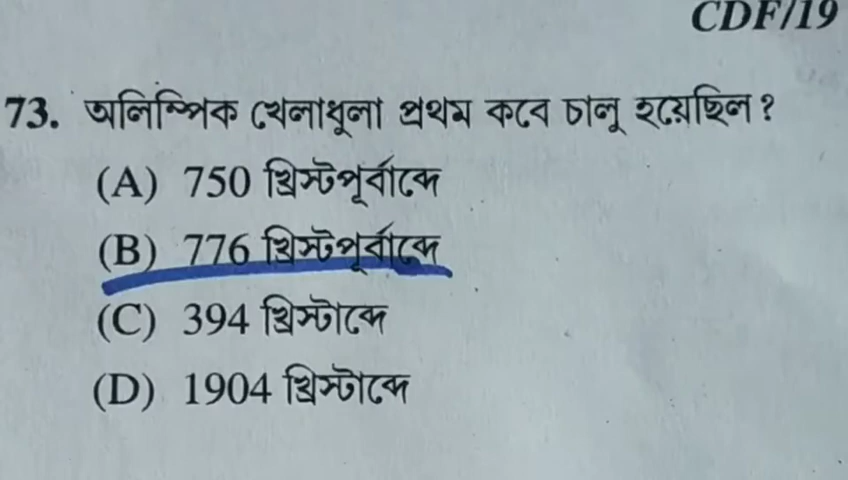 CDF/19
73. অলিম্পিক খেলাধুলা প্রথম কবে চালু হয়েছিল ?
(A) 750 খ্রিস্টপূর্বাব্দে
(B) 776 খ্রিস্টপূর্বাব্দে
(C) 394 খ্রিস্টাব্দে
(D) 1904 খ্রিস্টাব্দে